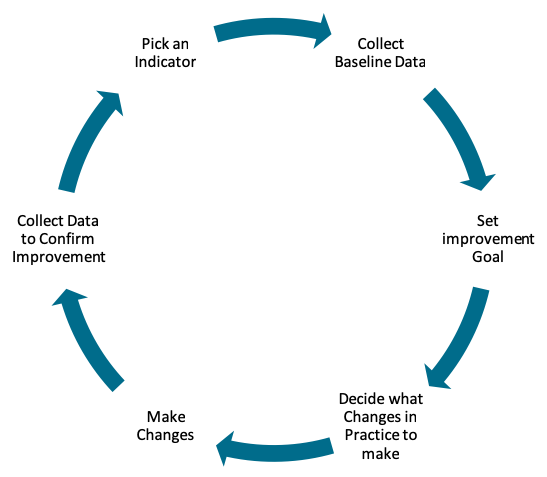 Pick an
Indicator
Collect
Baseline Data
Set
improvement
Goal
Decide what
Changes in
Practice to
make
Make
Changes
Collect Data
to Confirm
Improvement